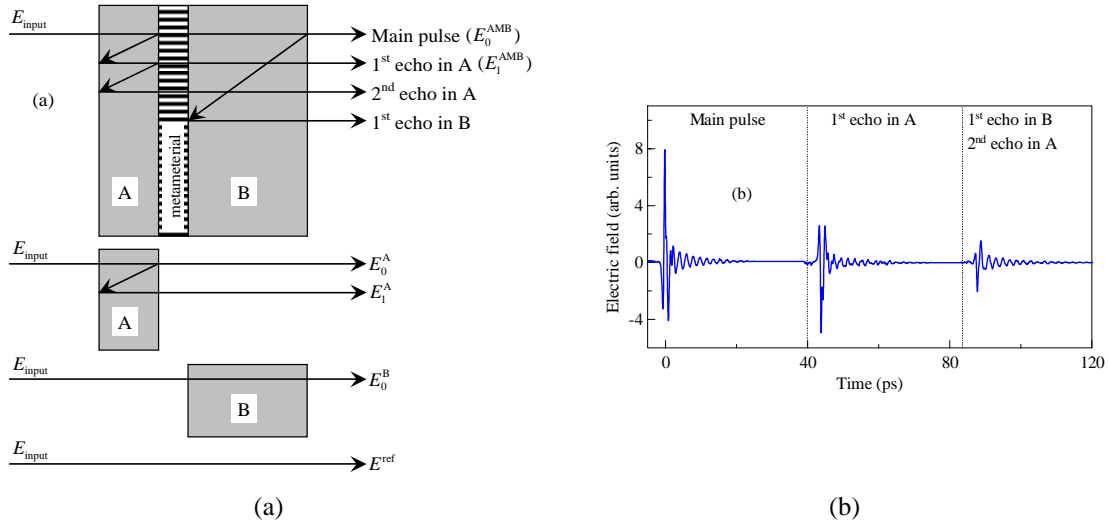 E_input
Main pulse (E_0^AMB)
1st echo in A (E_1^AMB)
2nd echo in A
1st echo in B
(a)
A
metameterial
B
E_input
E_0^A
E_1^A
A
E_input
E_0^B
B
E_input
E^ref
(a)
Main pulse
1st echo in A
1st echo in B
2nd echo in A
(b)
Electric field (arb. units)
8
4
0
-4
0
40
80
120
Time (ps)
(b)